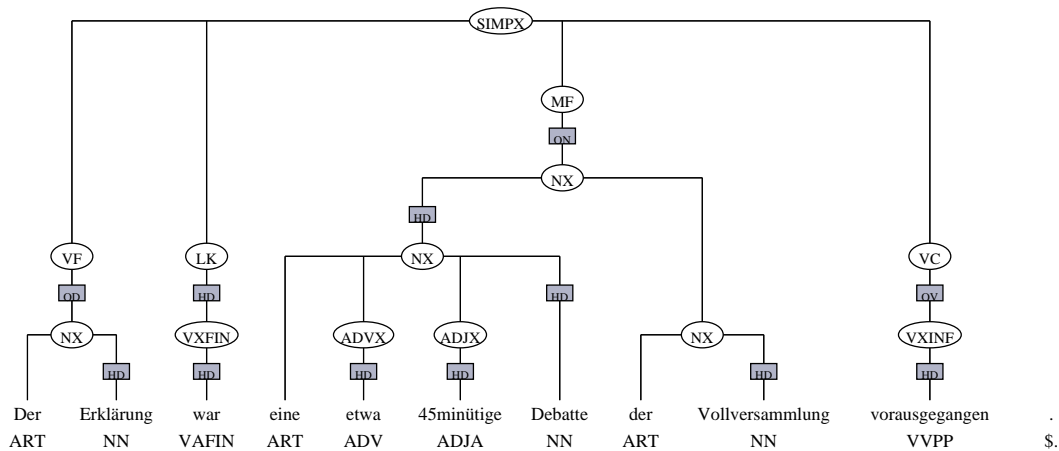 SIMPX
MF
ON
NX
HD
VF LK NX VC
OD HD HD OV
NX VXFIN ADVX ADJX NX VXINF
HD HD HD HD HD HD
Der Erklärung war eine etwa 45minütige Debatte der Vollversammlung vorausgegangen .
ART NN VAFIN ART ADV ADJA NN ART NN VVPP $.